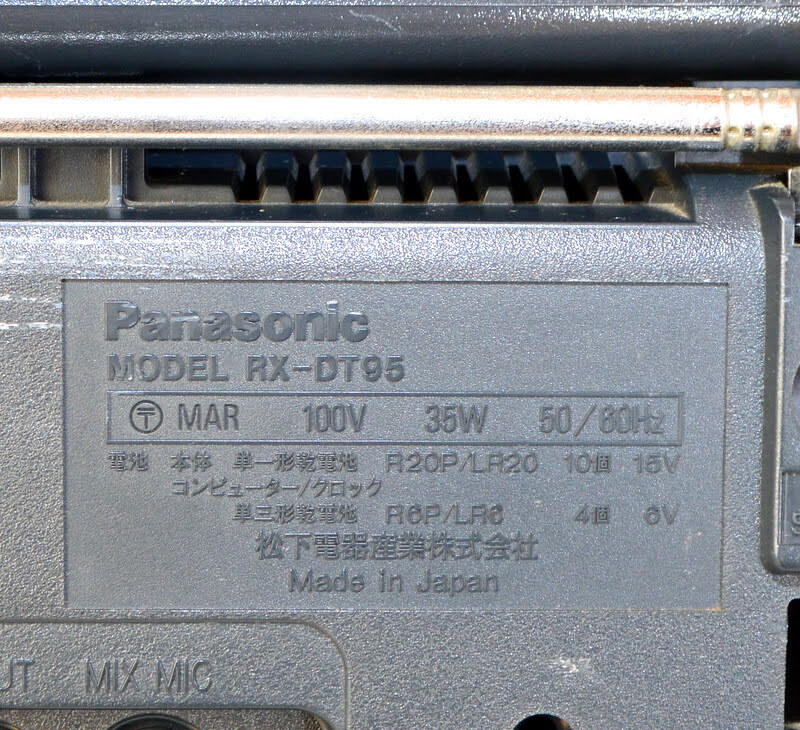 Panasonic
MODEL RX-DT95
〒 MAR 100V 35W 50/60Hz
電池 本体 単一形乾電池 R20P/LR20 10個 15V
コンピューター/クロック
単三形乾電池 R6P/LR6 4個 6V
松下電器産業株式会社
Made in Japan
MIX MIC